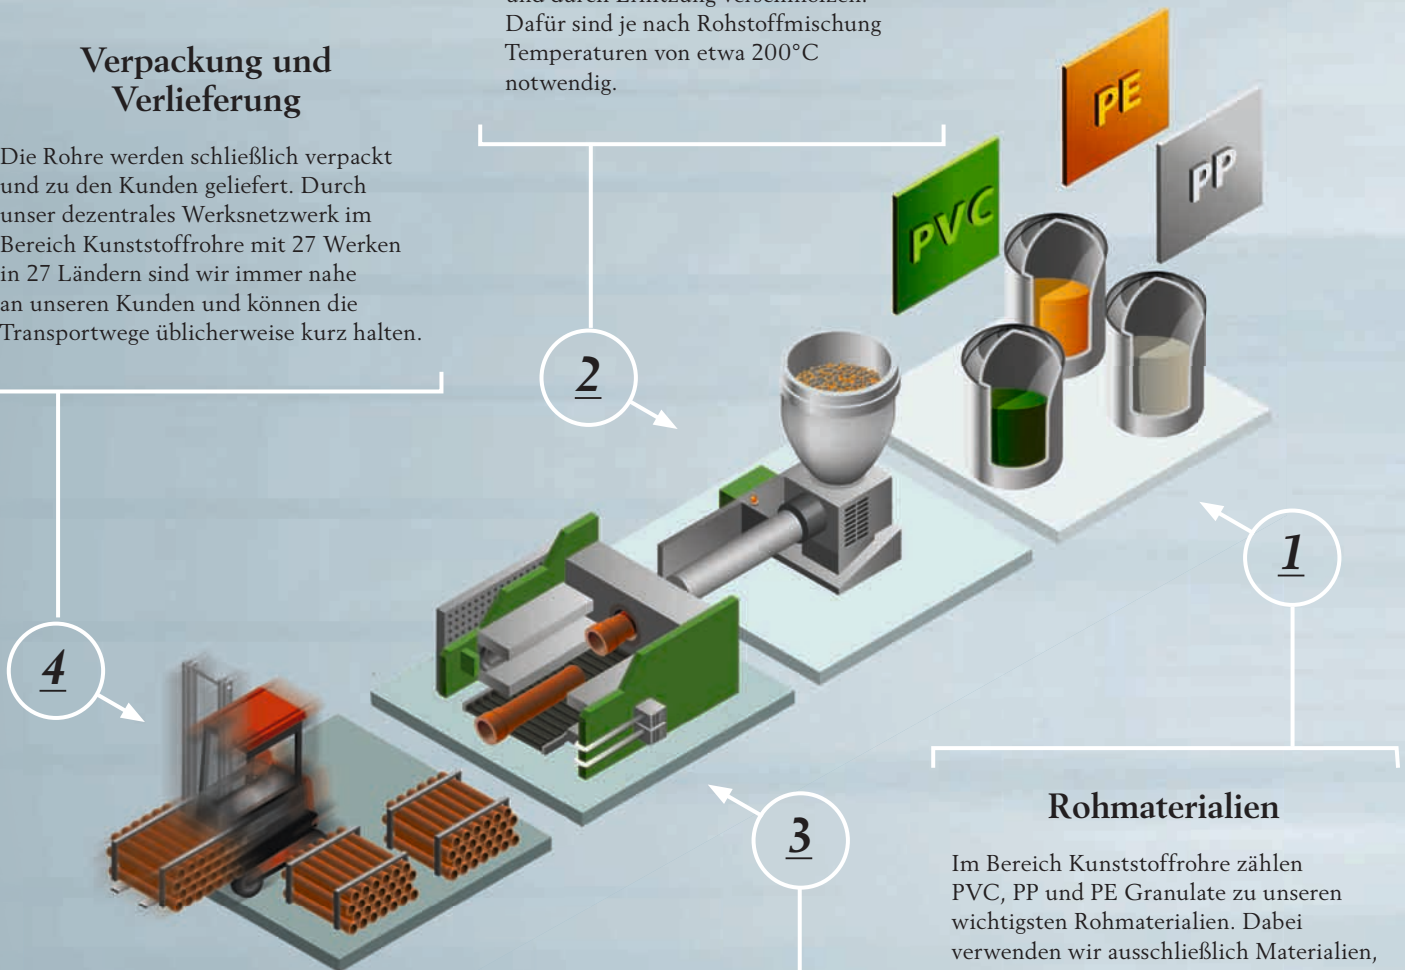 und durch Erhitzung verschmolzen.
Dafür sind je nach Rohstoffmischung
Temperaturen von etwa 200°C
notwendig.
Verpackung und
Verlieferung
Die Rohre werden schließlich verpackt
und zu den Kunden geliefert. Durch
unser dezentrales Werksnetzwerk im
Bereich Kunststoffrohre mit 27 Werken
in 27 Ländern sind wir immer nahe
an unseren Kunden und können die
Transportwege üblicherweise kurz halten.
PE
PP
PVC
2
1
4
3
Rohmaterialien
Im Bereich Kunststoffrohre zählen
PVC, PP und PE Granulate zu unseren
wichtigsten Rohmaterialien. Dabei
verwenden wir ausschließlich Materialien,